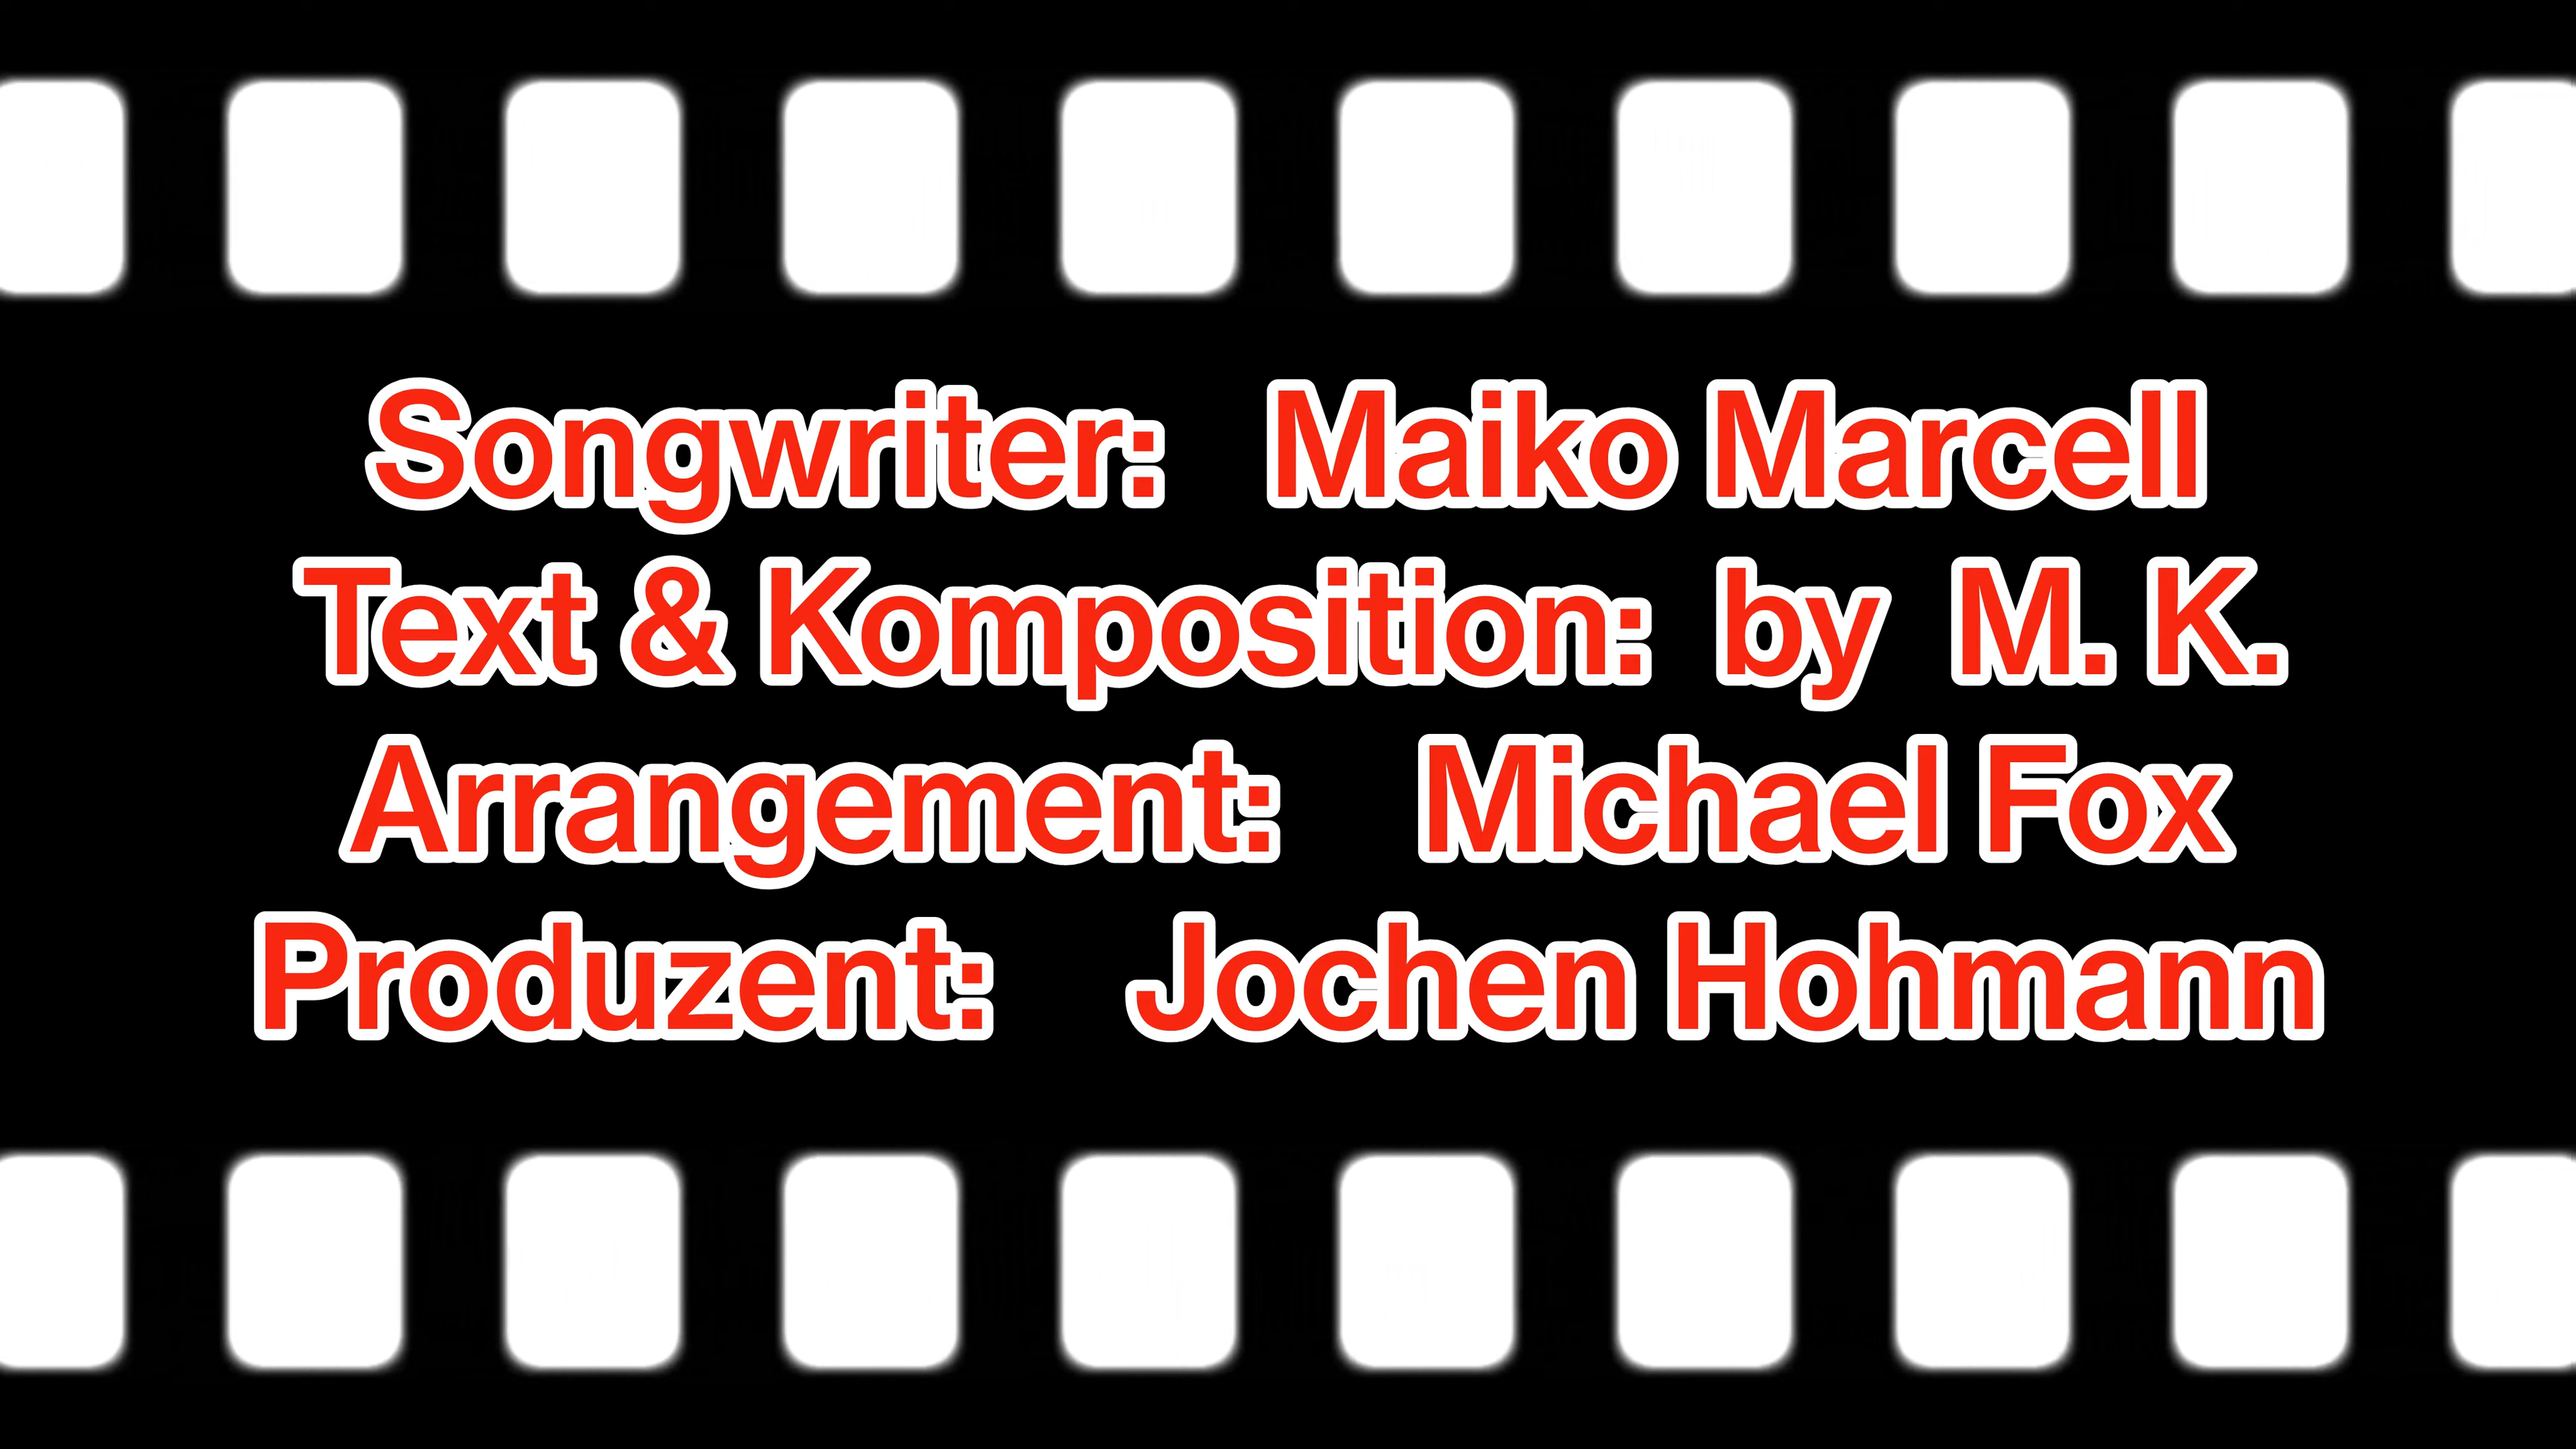 Songwriter: Maiko Marcell
Text & Komposition: by M. K.
Arrangement: Michael Fox
Produzent: Jochen Hohmann